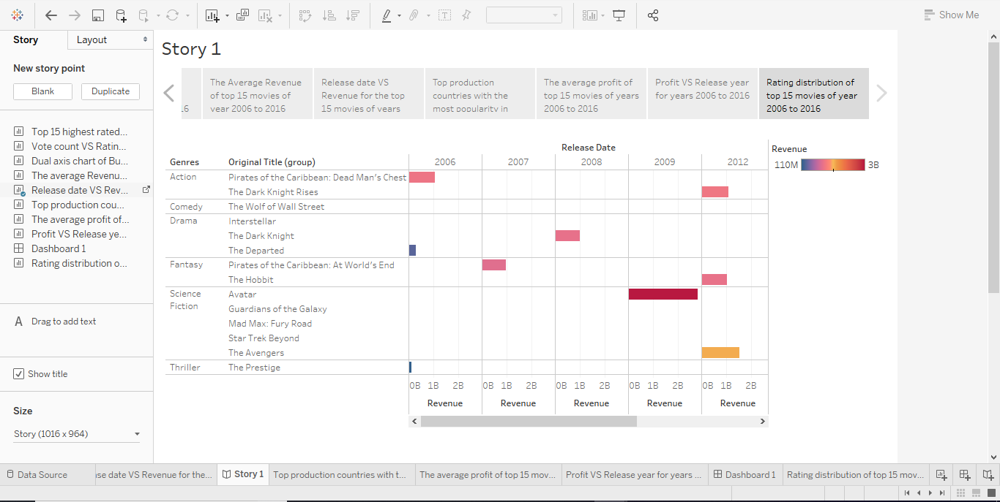 Show Me
Story
Layout
New story point
Blank
Duplicate
Top 15 highest rated...
Vote count VS Ratin...
Dual axis chart of Bu...
The average Revenu...
Release date VS Rev...
Top production cou...
The average profit of...
Profit VS Release ye...
Dashboard 1
Rating distribution o...
A Drag to add text
Show title
Size
Story (1016 x 964)
Story 1
16
The Average Revenue
of top 15 movies of
year 2006 to 2016
Release date VS
Revenue for the top
15 movies of years
Top production
countries with the
most popularity in
The average profit of
top 15 movies of years
2006 to 2016
Profit VS Release year
for years 2006 to 2016
Rating distribution of
top 15 movies of year
2006 to 2016
Release Date
Genres Original Title (group) 2006 2007 2008 2009 2012
Action Pirates of the Caribbean: Dead Man's Chest
The Dark Knight Rises
Comedy The Wolf of Wall Street
Drama Interstellar
The Dark Knight
The Departed
Fantasy Pirates of the Caribbean: At World's End
The Hobbit
Science
Fiction
Avatar
Guardians of the Galaxy
Mad Max: Fury Road
Star Trek Beyond
The Avengers
Thriller The Prestige
0B 1B 2B 0B 1B 2B 0B 1B 2B 0B 1B 2B 0B 1B 2B
Revenue Revenue Revenue Revenue Revenue
Revenue
110M 3B
Data Source
se date VS Revenue for the...
Story 1
Top production countries with t...
The average profit of top 15 mov...
Profit VS Release year for years ...
Dashboard 1
Rating distribution of top 15 mov...